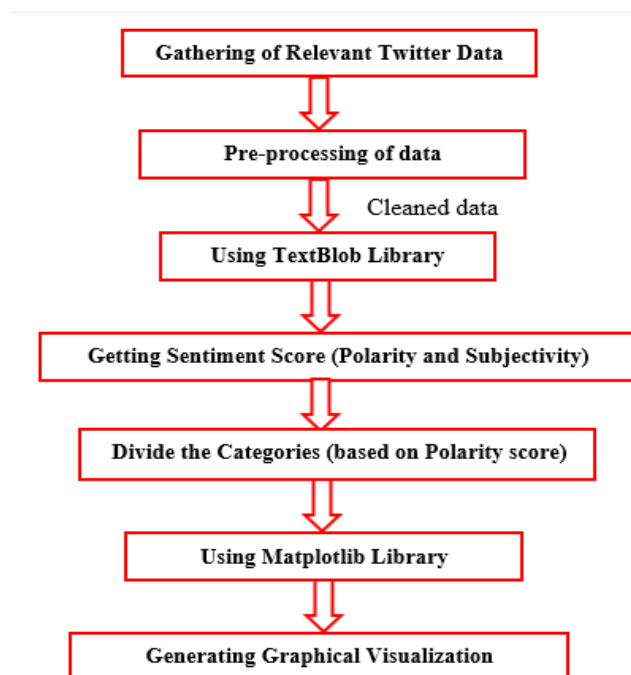 Gathering of Relevant Twitter Data
Pre-processing of data
Cleaned data
Using TextBlob Library
Getting Sentiment Score (Polarity and Subjectivity)
Divide the Categories (based on Polarity score)
Using Matplotlib Library
Generating Graphical Visualization